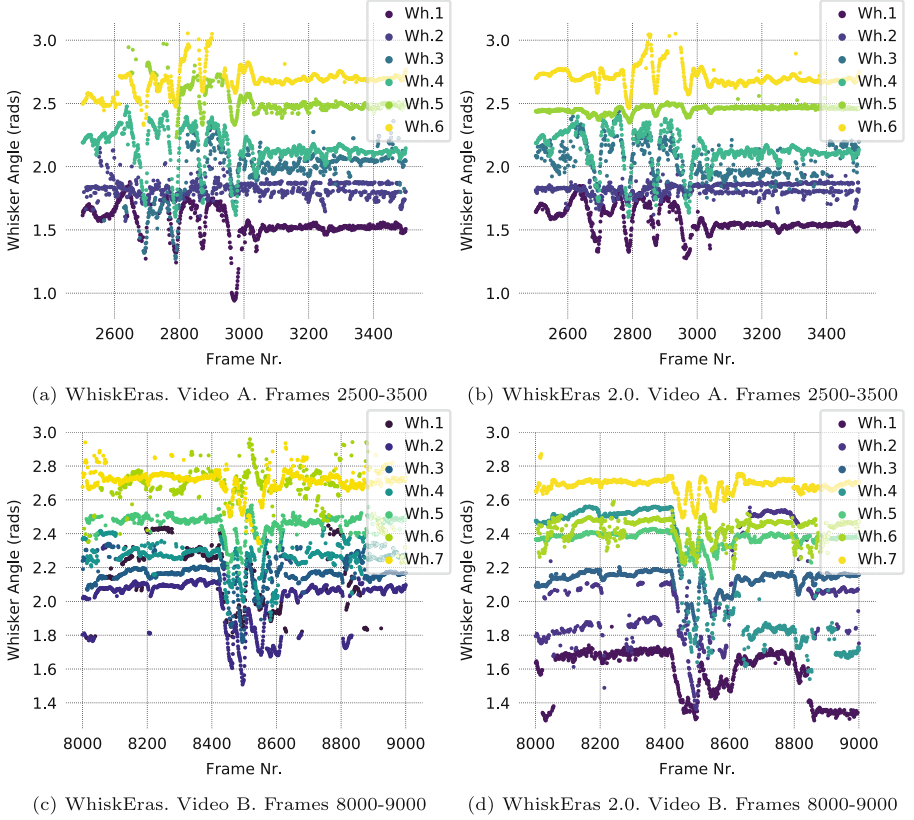 Wh.1
Wh.2
Wh.3
Wh.4
Wh.5
Wh.6
3.0
2.5
2.0
1.5
1.0
Whisker Angle (rads)
2600 2800 3000 3200 3400
Frame Nr.
(a) WhiskEras. Video A. Frames 2500-3500
Wh.1
Wh.2
Wh.3
Wh.4
Wh.5
Wh.6
3.0
2.5
2.0
1.5
1.0
Whisker Angle (rads)
2600 2800 3000 3200 3400
Frame Nr.
(b) WhiskEras 2.0. Video A. Frames 2500-3500
Wh.1
Wh.2
Wh.3
Wh.4
Wh.5
Wh.6
Wh.7
3.0
2.8
2.6
2.4
2.2
2.0
1.8
1.6
1.4
Whisker Angle (rads)
8000 8200 8400 8600 8800 9000
Frame Nr.
(c) WhiskEras. Video B. Frames 8000-9000
Wh.1
Wh.2
Wh.3
Wh.4
Wh.5
Wh.6
Wh.7
3.0
2.8
2.6
2.4
2.2
2.0
1.8
1.6
1.4
Whisker Angle (rads)
8000 8200 8400 8600 8800 9000
Frame Nr.
(d) WhiskEras 2.0. Video B. Frames 8000-9000